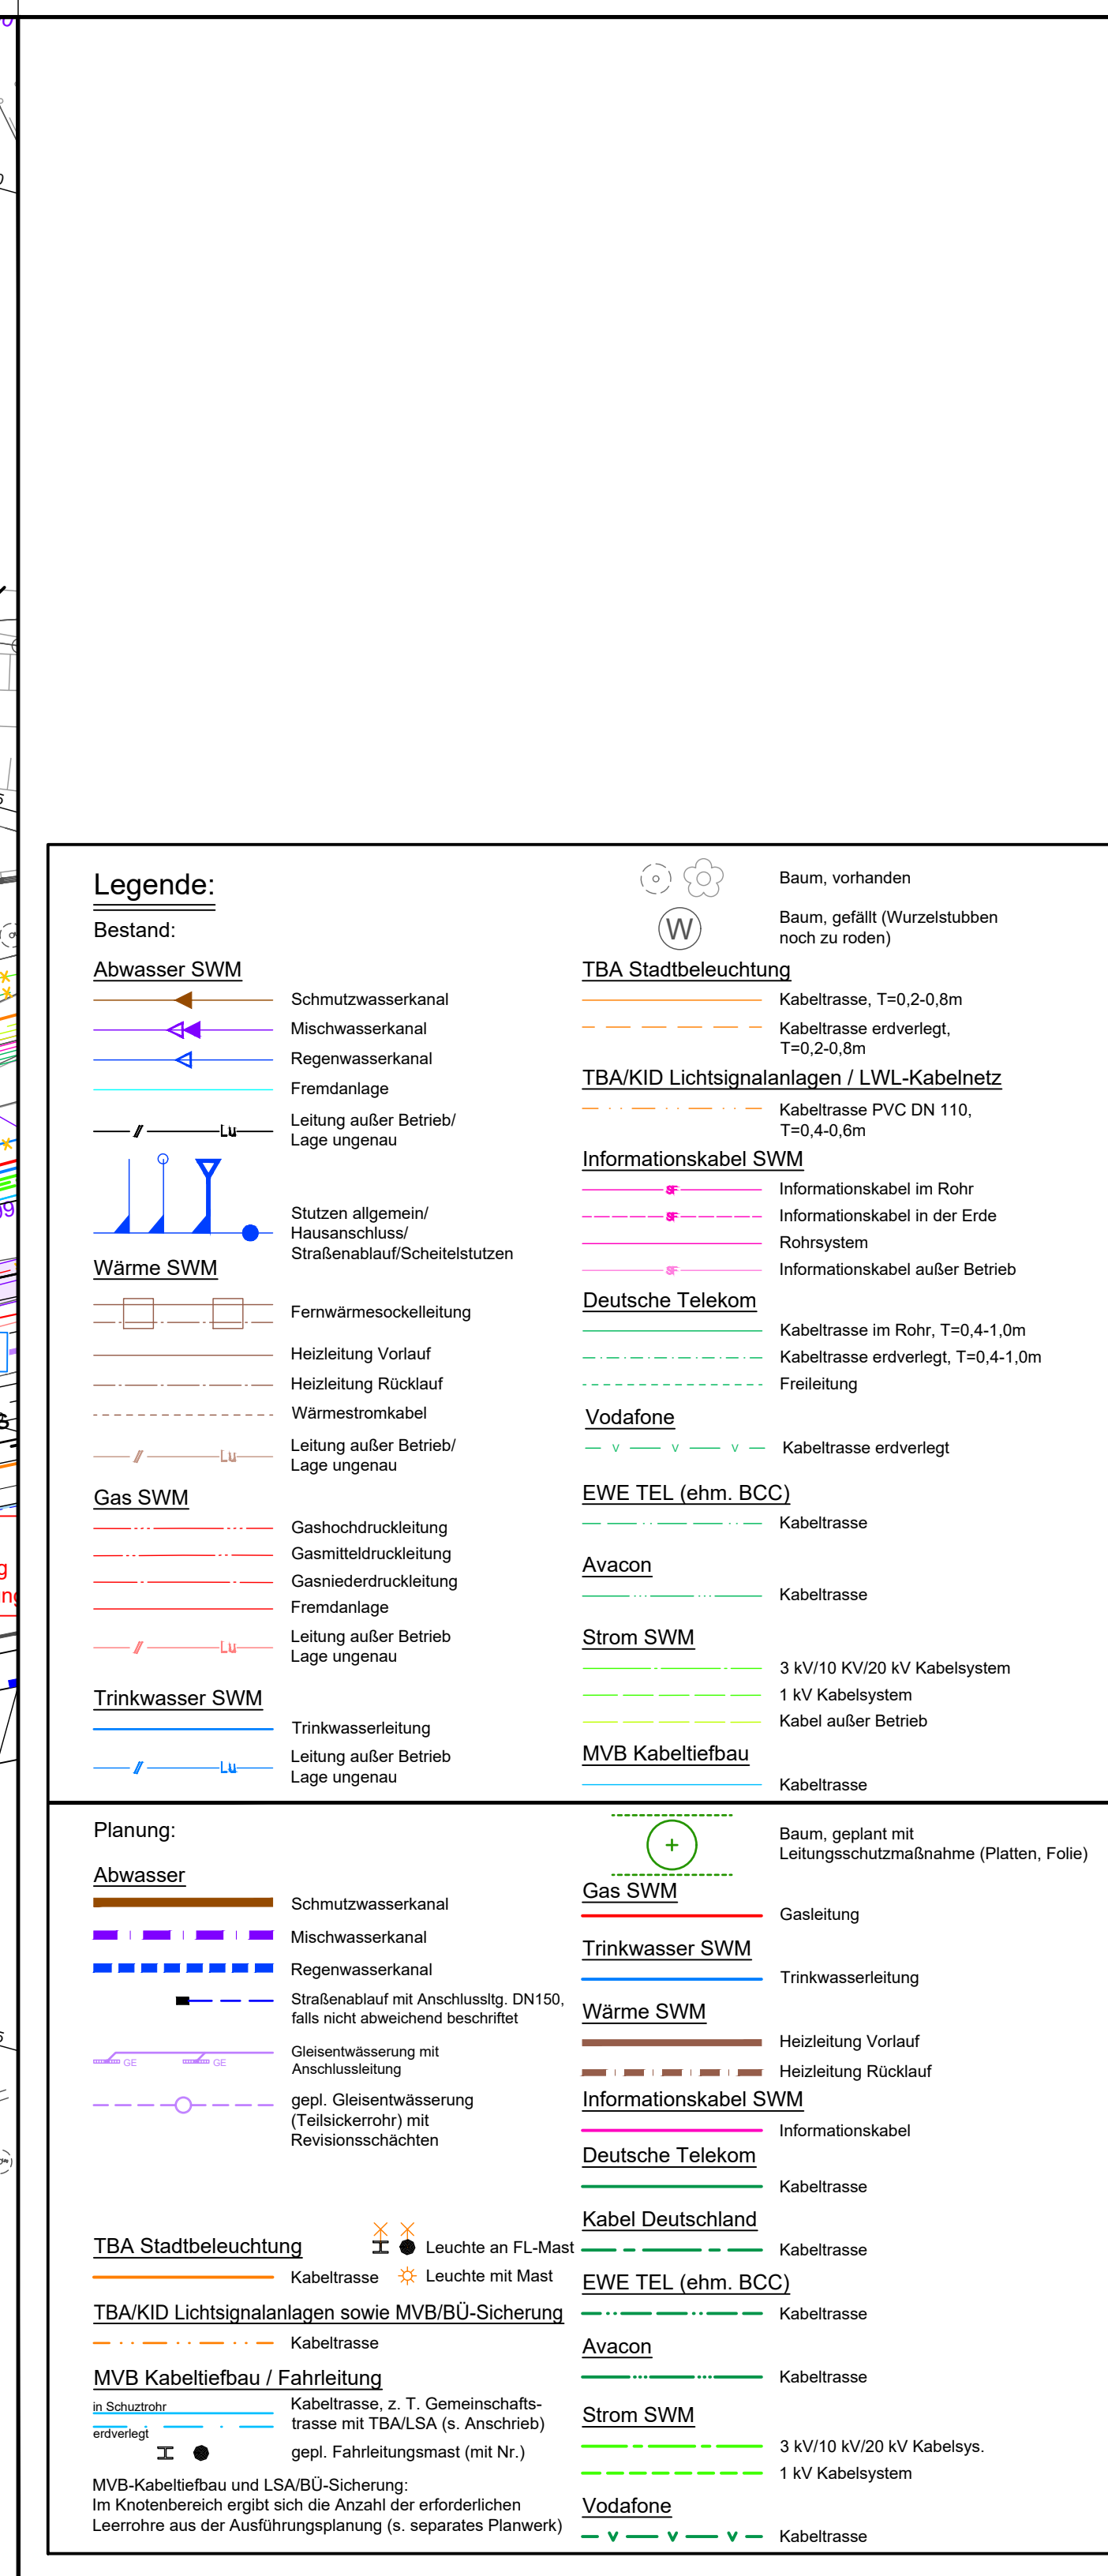 Legende:
Bestand:
Abwasser SWM
Schmutzwasserkanal
Mischwasserkanal
Regenwasserkanal
Fremdanlage
Lu
Leitung außer Betrieb/
Lage ungenau
Stutzen allgemein/
Hausanschluss/
Straßenablauf/Scheitelstutzen
Wärme SWM
Fernwärmesockelleitung
Heizleitung Vorlauf
Heizleitung Rücklauf
Wärmestromkabel
Lu
Leitung außer Betrieb/
Lage ungenau
Gas SWM
Gashochdruckleitung
Gasmitteldruckleitung
Gasniederdruckleitung
Fremdanlage
Lu
Leitung außer Betrieb
Lage ungenau
Trinkwasser SWM
Trinkwasserleitung
Lu
Leitung außer Betrieb
Lage ungenau
Baum, vorhanden
W
Baum, gefällt (Wurzelstubben
noch zu roden)
TBA Stadtbeleuchtung
Kabeltrasse, T=0,2-0,8m
Kabeltrasse erdverlegt,
T=0,2-0,8m
TBA/KID Lichtsignalanlagen / LWL-Kabelnetz
Kabeltrasse PVC DN 110,
T=0,4-0,6m
Informationskabel SWM
SF Informationskabel im Rohr
SF Informationskabel in der Erde
Rohrsystem
SF Informationskabel außer Betrieb
Deutsche Telekom
Kabeltrasse im Rohr, T=0,4-1,0m
Kabeltrasse erdverlegt, T=0,4-1,0m
Freileitung
Vodafone
V V V Kabeltrasse erdverlegt
EWE TEL (ehm. BCC)
Kabeltrasse
Avacon
Kabeltrasse
Strom SWM
3 kV/10 KV/20 kV Kabelsystem
1 kV Kabelsystem
Kabel außer Betrieb
MVB Kabeltiefbau
Kabeltrasse
Planung:
Abwasser
Schmutzwasserkanal
Mischwasserkanal
Regenwasserkanal
Straßenablauf mit Anschlussltg. DN150,
falls nicht abweichend beschriftet
GE GE
Gleisentwässerung mit
Anschlussleitung
gepl. Gleisentwässerung
(Teilsickerrohr) mit
Revisionsschächten
TBA Stadtbeleuchtung
Leuchte an FL-Mast
Kabeltrasse
Leuchte mit Mast
TBA/KID Lichtsignalanlagen sowie MVB/BÜ-Sicherung
Kabeltrasse
MVB Kabeltiefbau / Fahrleitung
in Schuztrohr
erdverlegt
Kabeltrasse, z. T. Gemeinschafts-
trasse mit TBA/LSA (s. Anschrieb)
gepl. Fahrleitungsmast (mit Nr.)
MVB-Kabeltiefbau und LSA/BÜ-Sicherung:
Im Knotenbereich ergibt sich die Anzahl der erforderlichen
Leerrohre aus der Ausführungsplanung (s. separates Planwerk)
Baum, geplant mit
Leitungsschutzmaßnahme (Platten, Folie)
Gas SWM
Gasleitung
Trinkwasser SWM
Trinkwasserleitung
Wärme SWM
Heizleitung Vorlauf
Heizleitung Rücklauf
Informationskabel SWM
Informationskabel
Deutsche Telekom
Kabeltrasse
Kabel Deutschland
Kabeltrasse
EWE TEL (ehm. BCC)
Kabeltrasse
Avacon
Kabeltrasse
Strom SWM
3 kV/10 kV/20 kV Kabelsys.
1 kV Kabelsystem
Vodafone
V V V Kabeltrasse